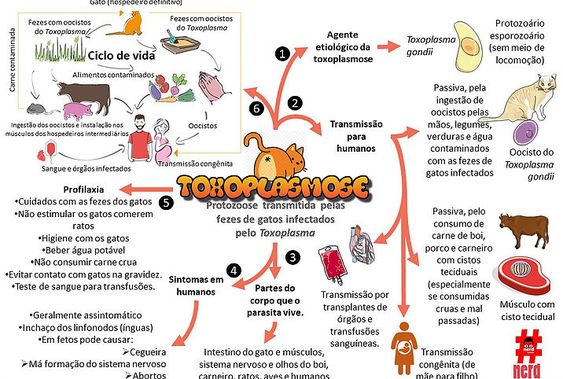 Gato (hospedeiro definitivo)
Fezes com oocistos
do Toxoplasma
Fezes com oocistos
do Toxoplasma
Carne contaminada
Ciclo de vida
Alimentos contaminados
Ingestão dos oocistos e instalação nos
músculos dos hospedeiros intermediários
Oocistos
Sangue e órgãos infectados
Transmissão congênita
1
Agente
etiológico da
toxoplasmose
Toxoplasma
gondii
Protozoário
esporozoário
(sem meio de
locomoção)
6
2
Transmissão
para
humanos
Passiva, pela
ingestão de
oocistos pelas
mãos, legumes,
verduras e água
contaminados
com as fezes de
gatos infectados
Oocisto do
Toxoplasma
gondii
TOXOPLASMOSE
Protozoose transmitida pelas
fezes de gatos infectados
pelo Toxoplasma
5
Profilaxia
•Cuidados com as fezes dos gatos
•Não estimular os gatos comerem
ratos
•Higiene com os gatos
•Beber água potável
•Não consumir carne crua
•Evitar contato com gatos na gravidez.
•Teste de sangue para transfusões.
4
Sintomas em
humanos
•Geralmente assintomático
•Inchaço dos linfonodos (ínguas)
•Em fetos pode causar:
➢Cegueira
➢Má formação do sistema nervoso
➢Abortos
3
Partes do
corpo que o
parasita vive.
Intestino do gato e músculos,
sistema nervoso e olhos do boi,
carneiro, ratos, aves e humanos
Transmissão por
transplantes de
órgãos e
transfusões
sanguíneas.
Passiva, pelo
consumo de
carne de boi,
porco e carneiro
com cistos
teciduais
(especialmente
se consumidas
cruas e mal
passadas)
Músculo com
cisto tecidual
Transmissão
congênita (de
mãe para filho)
#
nerd